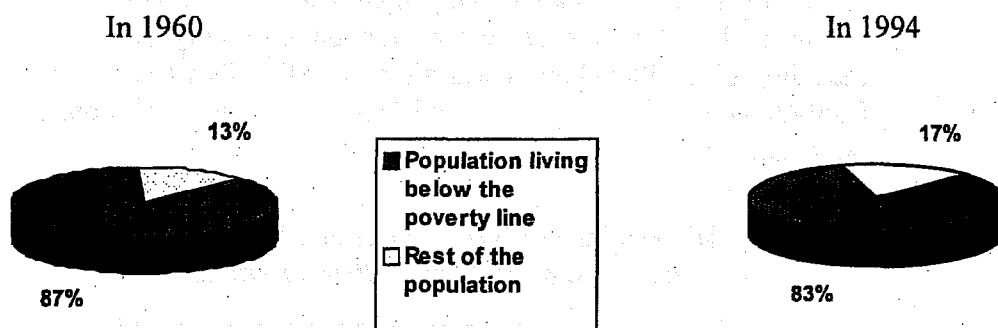 In 1960
In 1994
13%
17%
Population living
below the
poverty line
Rest of the
population
87%
83%